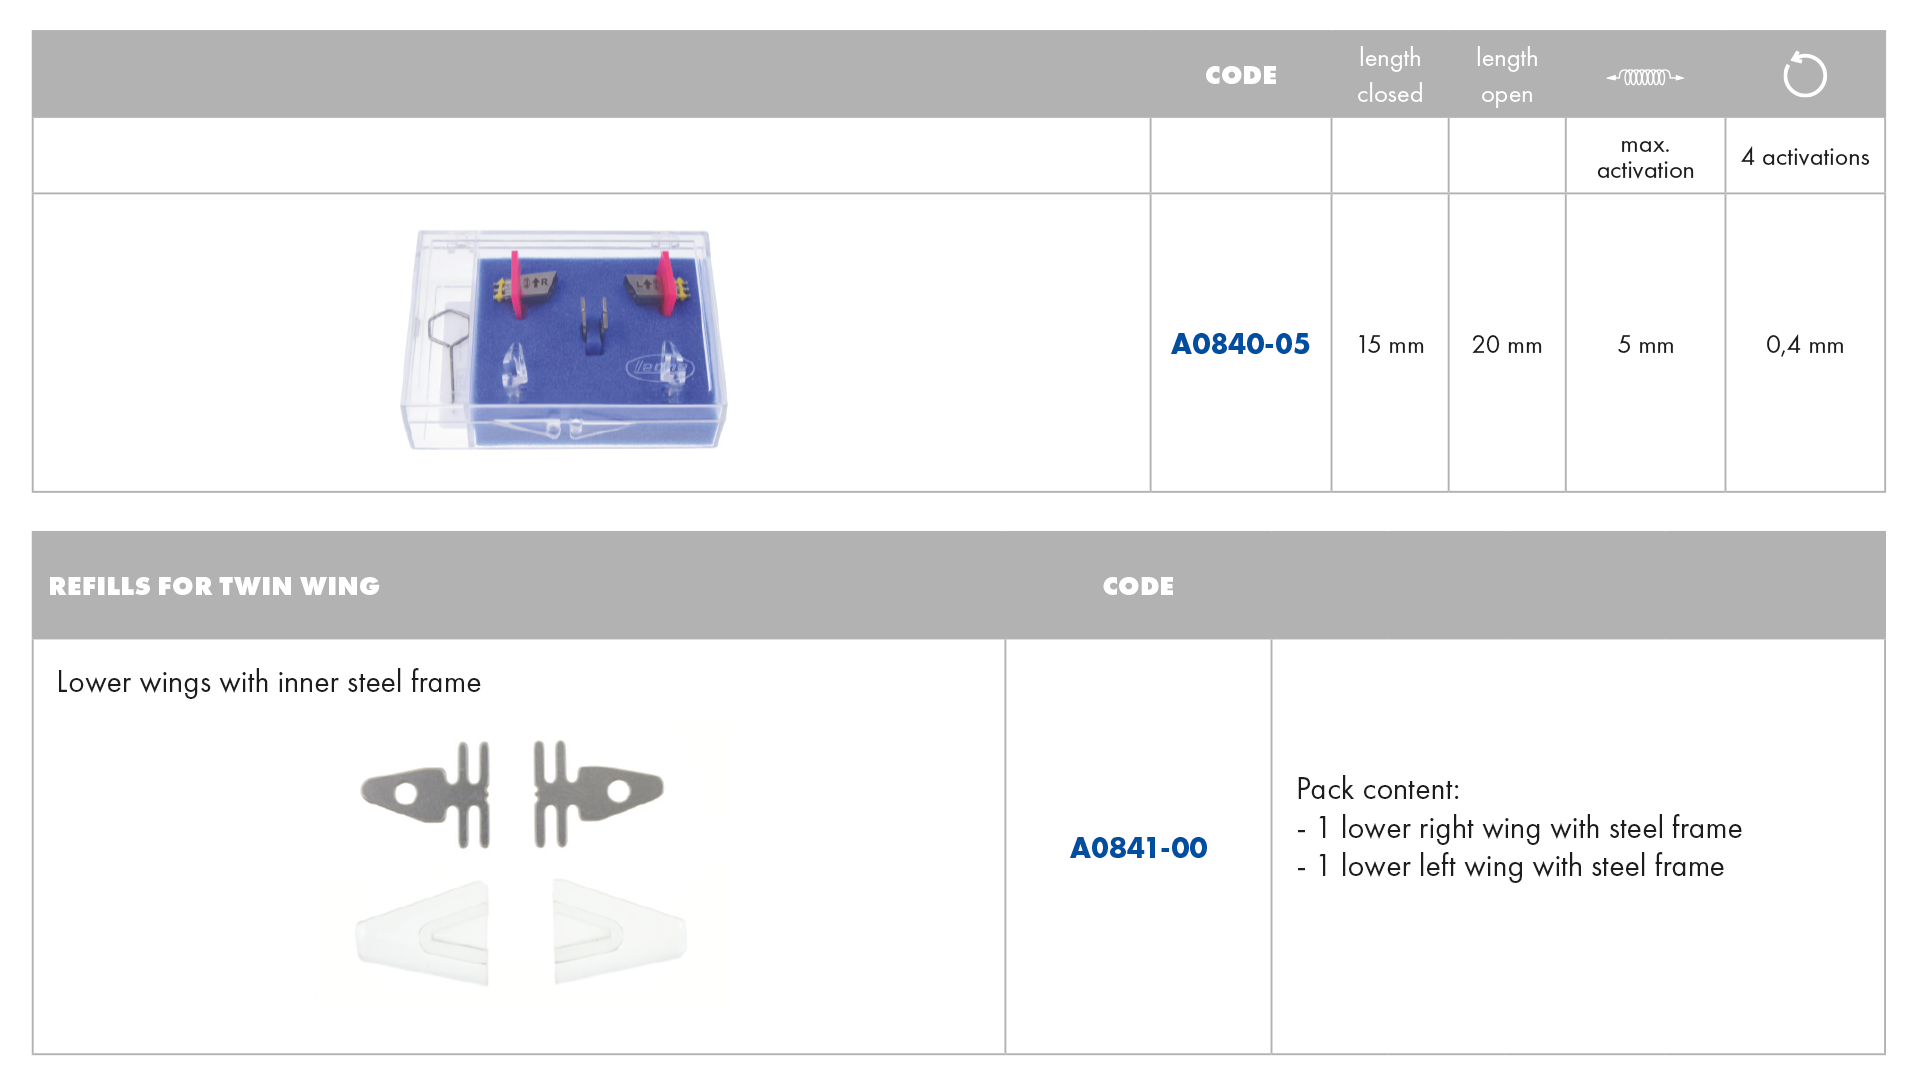 CODE
length
closed
length
open
max.
activation
4 activations
R
L
A0840-05
15 mm
20 mm
5 mm
0,4 mm
REFILLS FOR TWIN WING
CODE
Lower wings with inner steel frame
A0841-00
Pack content:
- 1 lower right wing with steel frame
- 1 lower left wing with steel frame